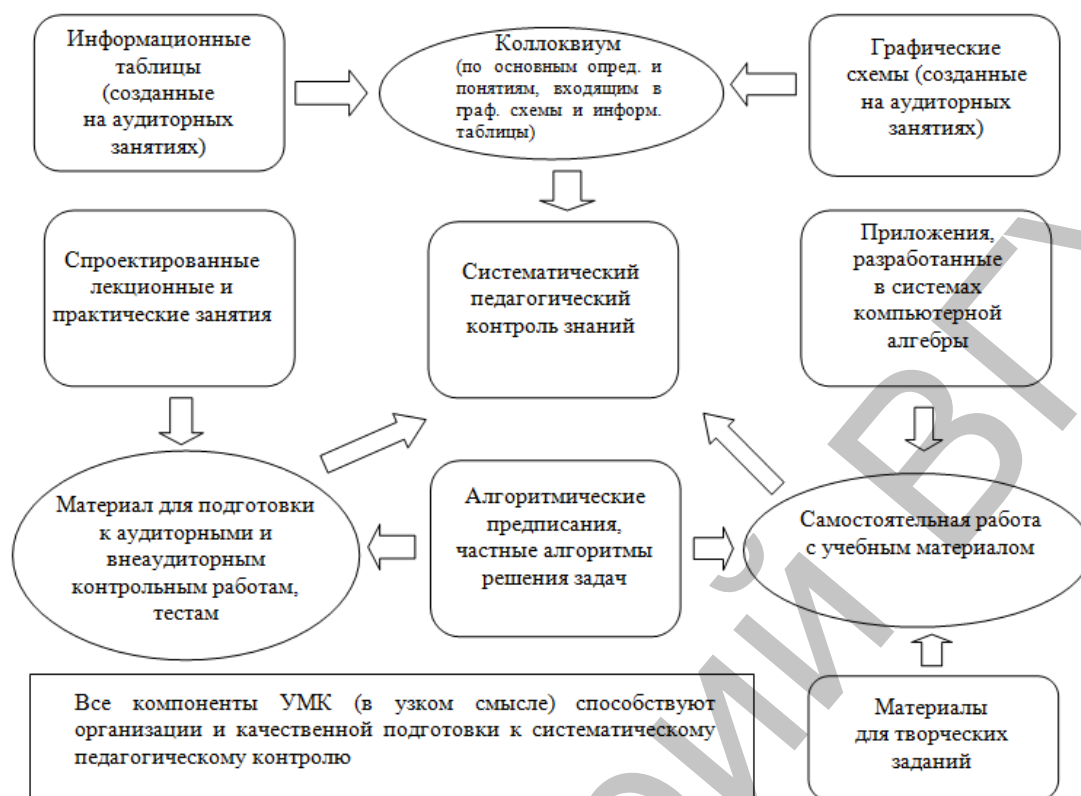 Информационные
таблицы
(созданные
на аудиторных
занятиях)
Коллоквиум
(по основным опред. и
понятиям, входящим в
граф. схемы и информ.
таблицы)
Графические
схемы (созданные
на аудиторных
занятиях)
Спроектированные
лекционные и
практические занятия
Систематический
педагогический
контроль знаний
Приложения,
разработанные
в системах
компьютерной
алгебры
Материал для подготовки
к аудиторными и
внеаудиторным
контрольным работам,
тестам
Алгоритмические
предписания,
частные алгоритмы
решения задач
Самостоятельная работа
с учебным материалом
Все компоненты УМК (в узком смысле) способствуют
организации и качественной подготовки к систематическому
педагогическому контролю
Материалы
для творческих
заданий